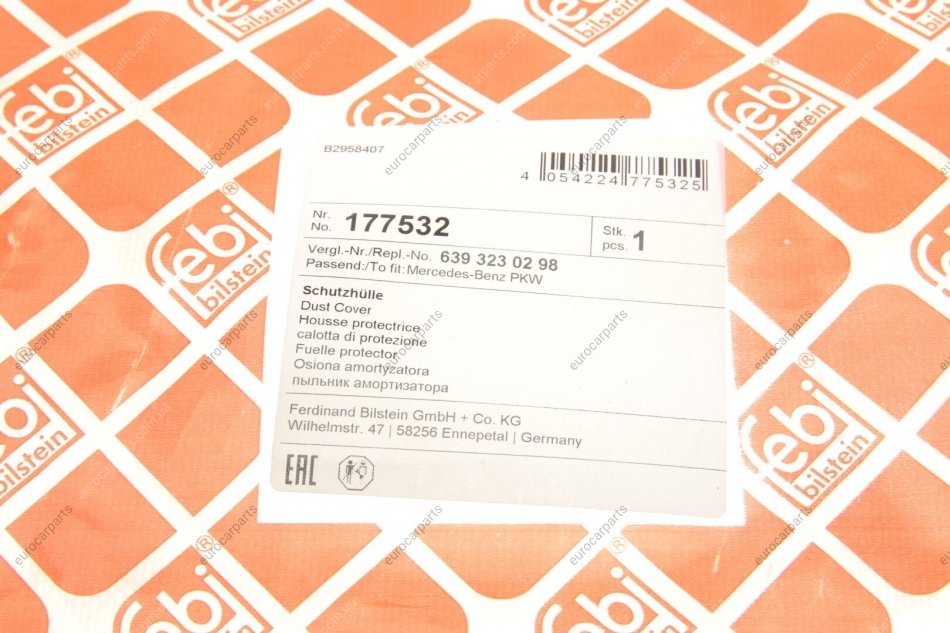 B2958407
4 054224 775325
Nr.
No. 177532
Stk.
pcs. 1
Vergl.-Nr./Repl.-No. 639 323 02 98
Passend:/To fit: Mercedes-Benz PKW
Schutzhülle
Dust Cover
Housse protectrice
calotta di protezione
Fuelle protector
Osiona amortyzatora
пыльник амортизатора
Ferdinand Bilstein GmbH + Co. KG
Wilhelmstr. 47 | 58256 Ennepetal | Germany
EAC
febi
bilstein
eurocarparts